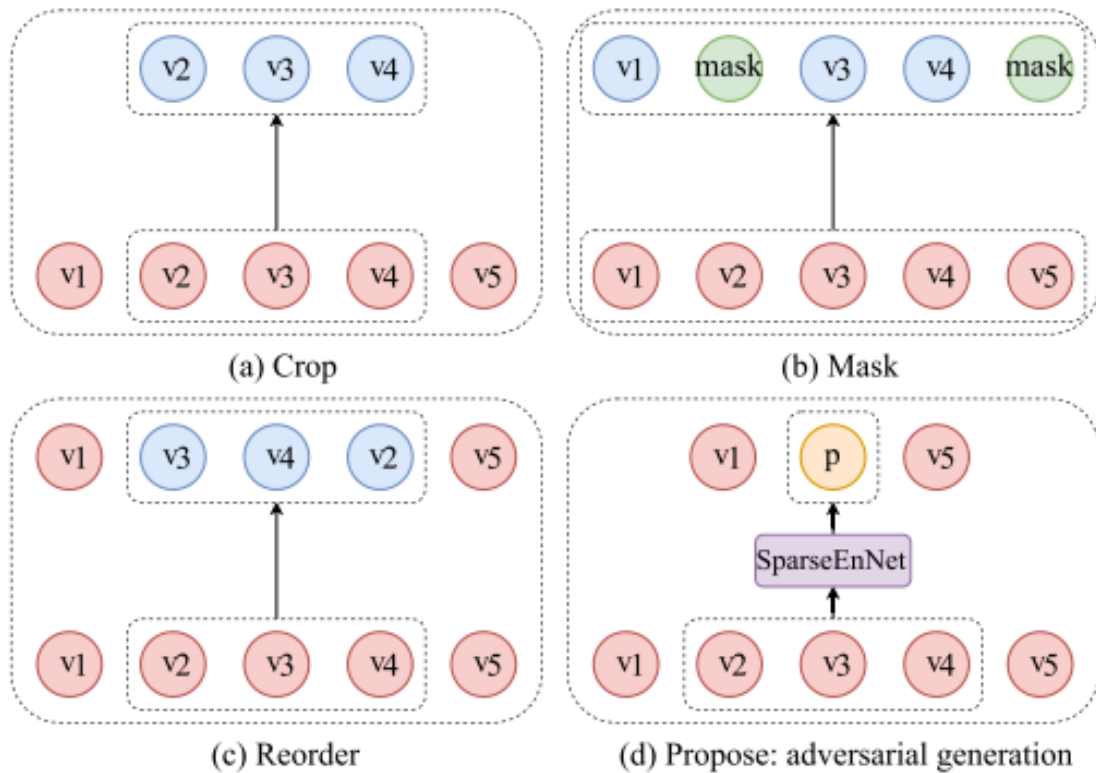 v2 v3 v4
v1 mask v3 v4 mask
v1 v2 v3 v4 v5
v1 v2 v3 v4 v5
(a) Crop
(b) Mask
v1 v3 v4 v2 v5
v1 p v5
SparseEnNet
v1 v2 v3 v4 v5
v1 v2 v3 v4 v5
(c) Reorder
(d) Propose: adversarial generation